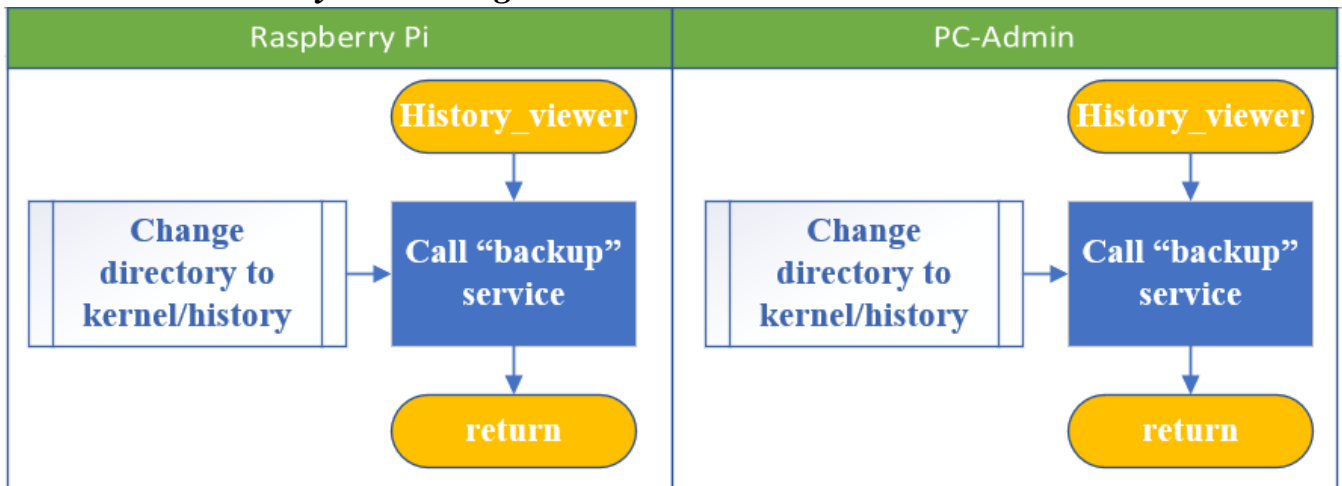 Raspberry Pi
PC-Admin
History_viewer
Change
directory to
kernel/history
Call “backup”
service
return
History_viewer
Change
directory to
kernel/history
Call “backup”
service
return